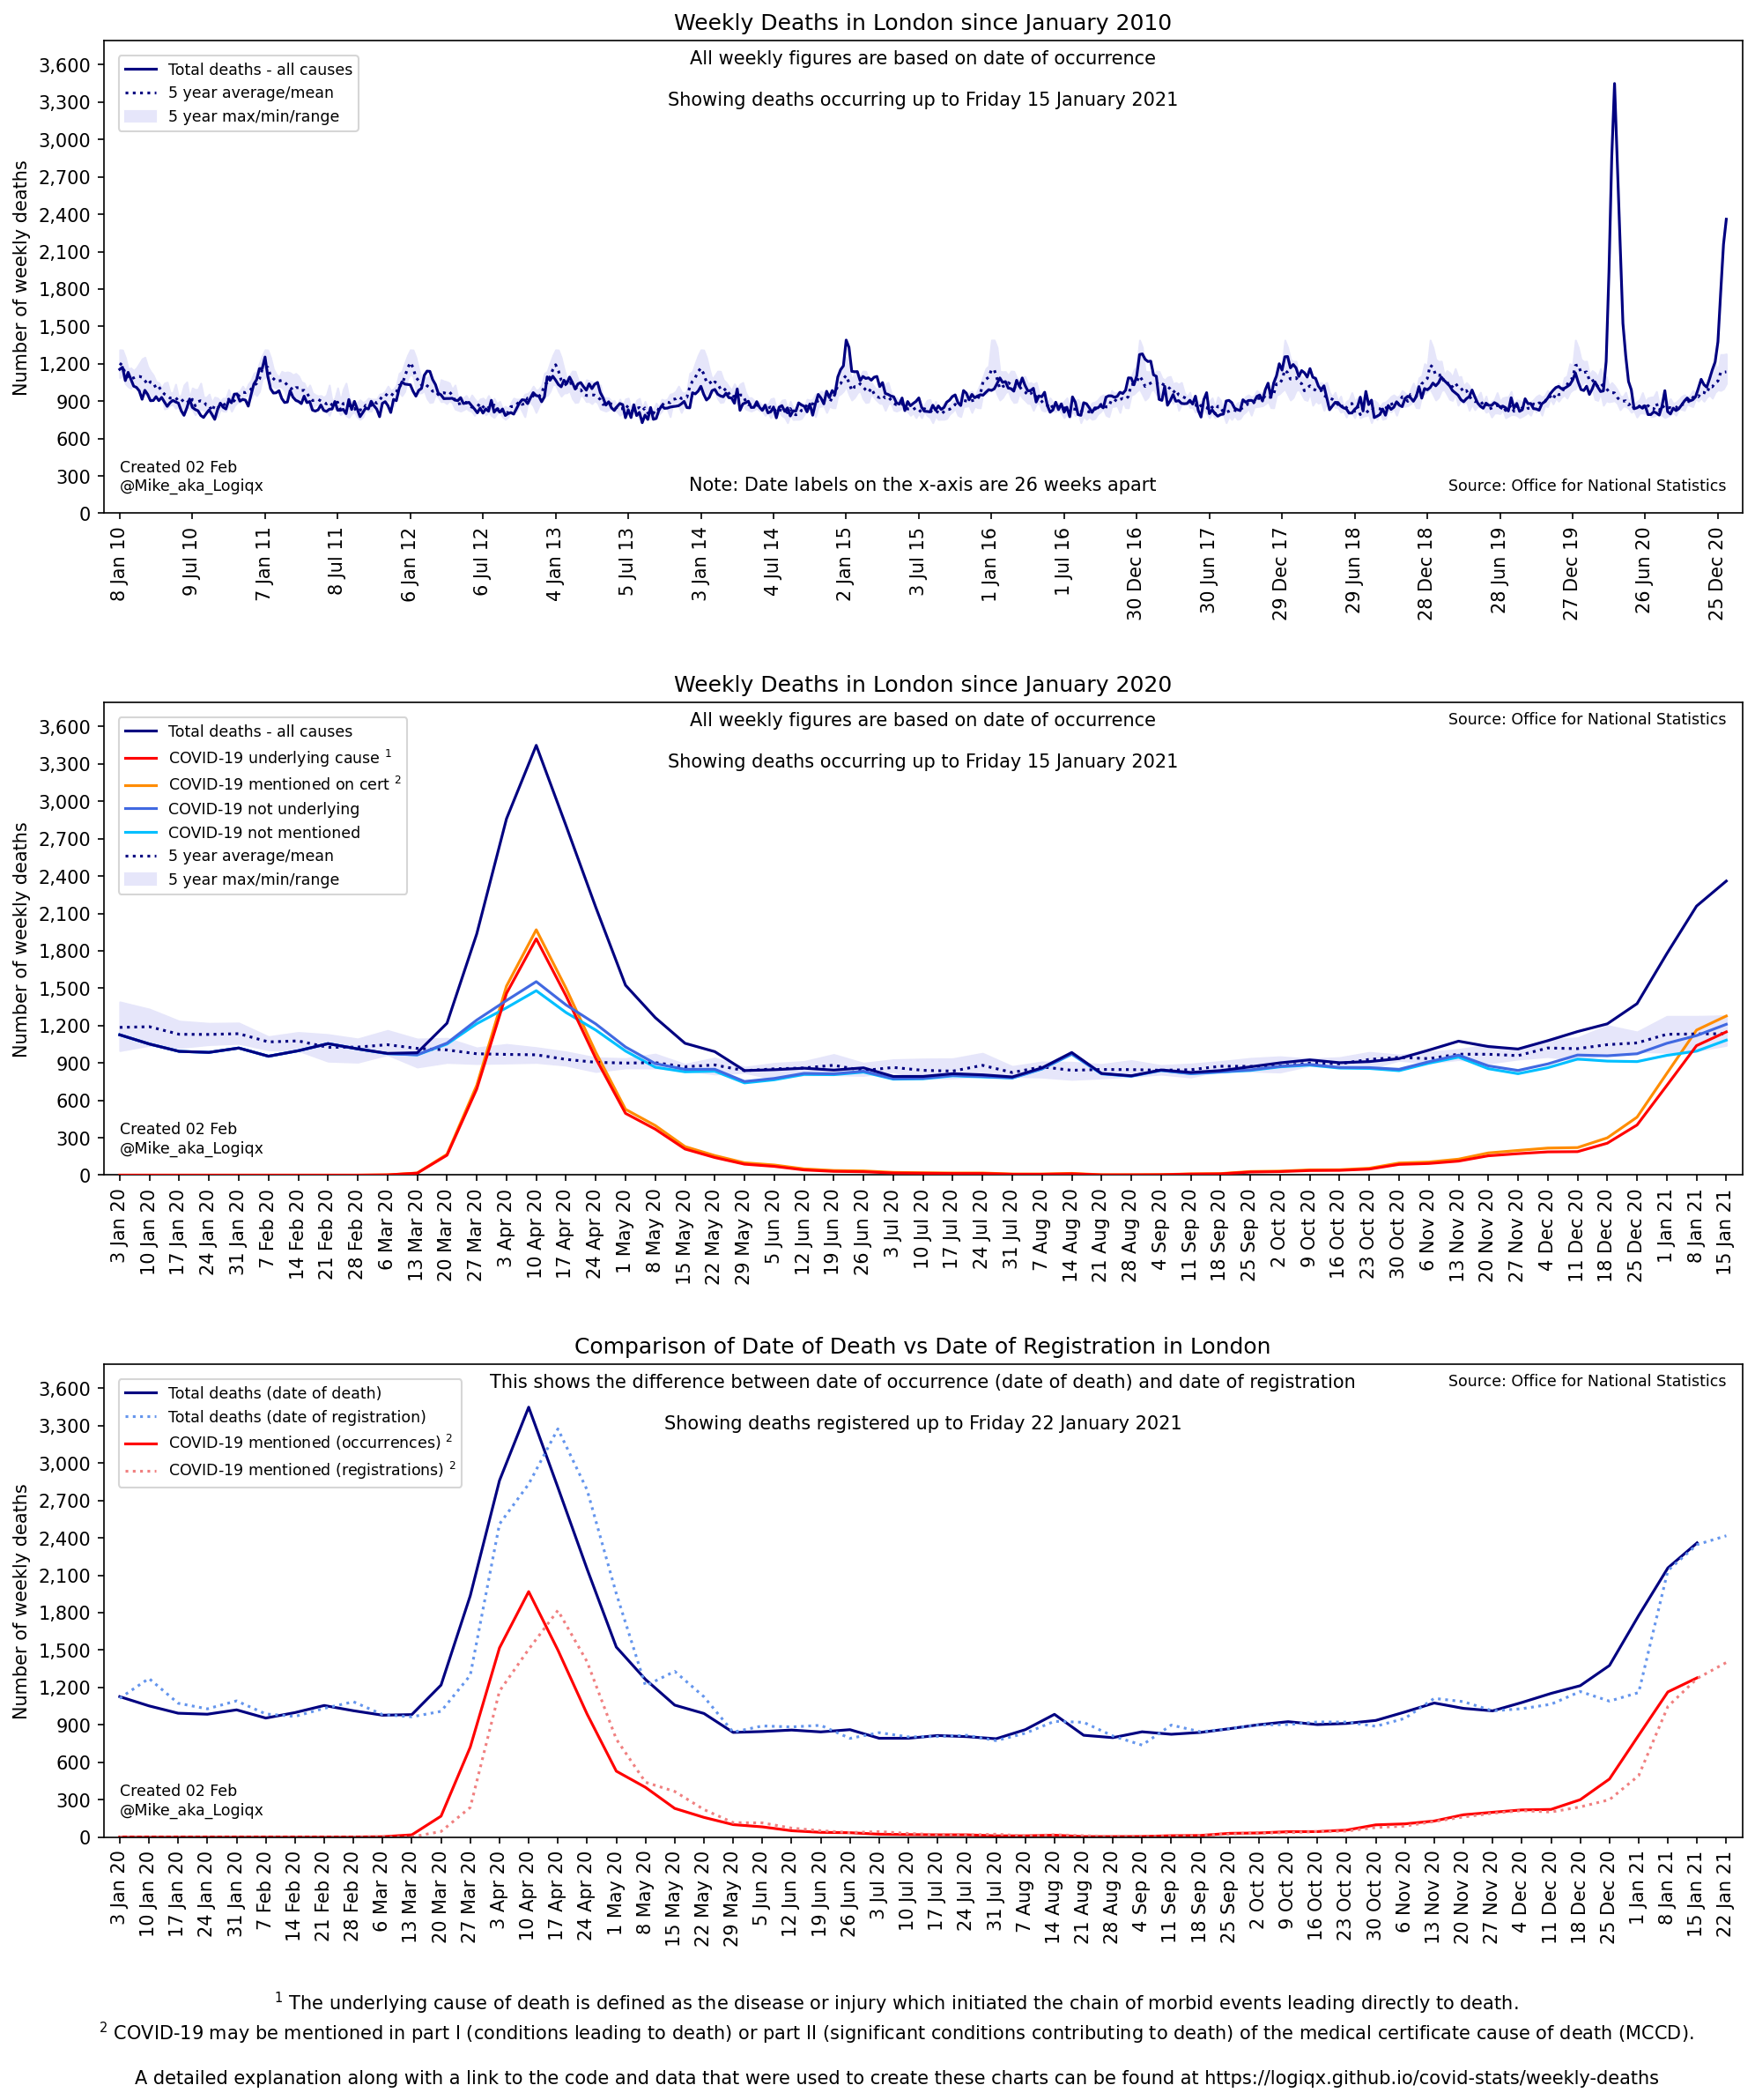 Weekly Deaths in London since January 2010
All weekly figures are based on date of occurrence
Showing deaths occurring up to Friday 15 January 2021
Total deaths - all causes
5 year average/mean
5 year max/min/range
Number of weekly deaths
3,600
3,300
3,000
2,700
2,400
2,100
1,800
1,500
1,200
900
600
300
0
Created 02 Feb
@Mike_aka_Logiqx
Note: Date labels on the x-axis are 26 weeks apart
Source: Office for National Statistics
8 Jan 10
9 Jul 10
7 Jan 11
8 Jul 11
6 Jan 12
6 Jul 12
4 Jan 13
5 Jul 13
3 Jan 14
4 Jul 14
2 Jan 15
3 Jul 15
1 Jan 16
1 Jul 16
30 Dec 16
30 Jun 17
29 Dec 17
29 Jun 18
28 Dec 18
28 Jun 19
27 Dec 19
26 Jun 20
25 Dec 20
Weekly Deaths in London since January 2020
All weekly figures are based on date of occurrence
Source: Office for National Statistics
Showing deaths occurring up to Friday 15 January 2021
Total deaths - all causes
COVID-19 underlying cause 1
COVID-19 mentioned on cert 2
COVID-19 not underlying
COVID-19 not mentioned
5 year average/mean
5 year max/min/range
Number of weekly deaths
3,600
3,300
3,000
2,700
2,400
2,100
1,800
1,500
1,200
900
600
300
0
Created 02 Feb
@Mike_aka_Logiqx
3 Jan 20
10 Jan 20
17 Jan 20
24 Jan 20
31 Jan 20
7 Feb 20
14 Feb 20
21 Feb 20
28 Feb 20
6 Mar 20
13 Mar 20
20 Mar 20
27 Mar 20
3 Apr 20
10 Apr 20
17 Apr 20
24 Apr 20
1 May 20
8 May 20
15 May 20
22 May 20
29 May 20
5 Jun 20
12 Jun 20
19 Jun 20
26 Jun 20
3 Jul 20
10 Jul 20
17 Jul 20
24 Jul 20
31 Jul 20
7 Aug 20
14 Aug 20
21 Aug 20
28 Aug 20
4 Sep 20
11 Sep 20
18 Sep 20
25 Sep 20
2 Oct 20
9 Oct 20
16 Oct 20
23 Oct 20
30 Oct 20
6 Nov 20
13 Nov 20
20 Nov 20
27 Nov 20
4 Dec 20
11 Dec 20
18 Dec 20
25 Dec 20
1 Jan 21
8 Jan 21
15 Jan 21
Comparison of Date of Death vs Date of Registration in London
This shows the difference between date of occurrence (date of death) and date of registration
Source: Office for National Statistics
Showing deaths registered up to Friday 22 January 2021
Total deaths (date of death)
Total deaths (date of registration)
COVID-19 mentioned (occurrences) 2
COVID-19 mentioned (registrations) 2
Number of weekly deaths
3,600
3,300
3,000
2,700
2,400
2,100
1,800
1,500
1,200
900
600
300
0
Created 02 Feb
@Mike_aka_Logiqx
3 Jan 20
10 Jan 20
17 Jan 20
24 Jan 20
31 Jan 20
7 Feb 20
14 Feb 20
21 Feb 20
28 Feb 20
6 Mar 20
13 Mar 20
20 Mar 20
27 Mar 20
3 Apr 20
10 Apr 20
17 Apr 20
24 Apr 20
1 May 20
8 May 20
15 May 20
22 May 20
29 May 20
5 Jun 20
12 Jun 20
19 Jun 20
26 Jun 20
3 Jul 20
10 Jul 20
17 Jul 20
24 Jul 20
31 Jul 20
7 Aug 20
14 Aug 20
21 Aug 20
28 Aug 20
4 Sep 20
11 Sep 20
18 Sep 20
25 Sep 20
2 Oct 20
9 Oct 20
16 Oct 20
23 Oct 20
30 Oct 20
6 Nov 20
13 Nov 20
20 Nov 20
27 Nov 20
4 Dec 20
11 Dec 20
18 Dec 20
25 Dec 20
1 Jan 21
8 Jan 21
15 Jan 21
22 Jan 21
1 The underlying cause of death is defined as the disease or injury which initiated the chain of morbid events leading directly to death.
2 COVID-19 may be mentioned in part I (conditions leading to death) or part II (significant conditions contributing to death) of the medical certificate cause of death (MCCD).
A detailed explanation along with a link to the code and data that were used to create these charts can be found at https://logiqx.github.io/covid-stats/weekly-deaths